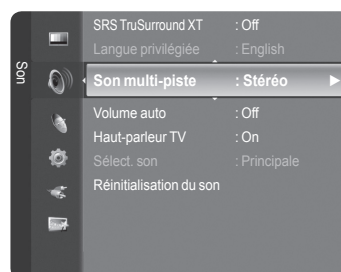 Son
SRS TruSurround XT : Off
Langue privilégiée : English
Son multi-piste : Stéréo
Volume auto : Off
Haut-parleur TV : On
Sélect. son : Principale
Réinitialisation du son